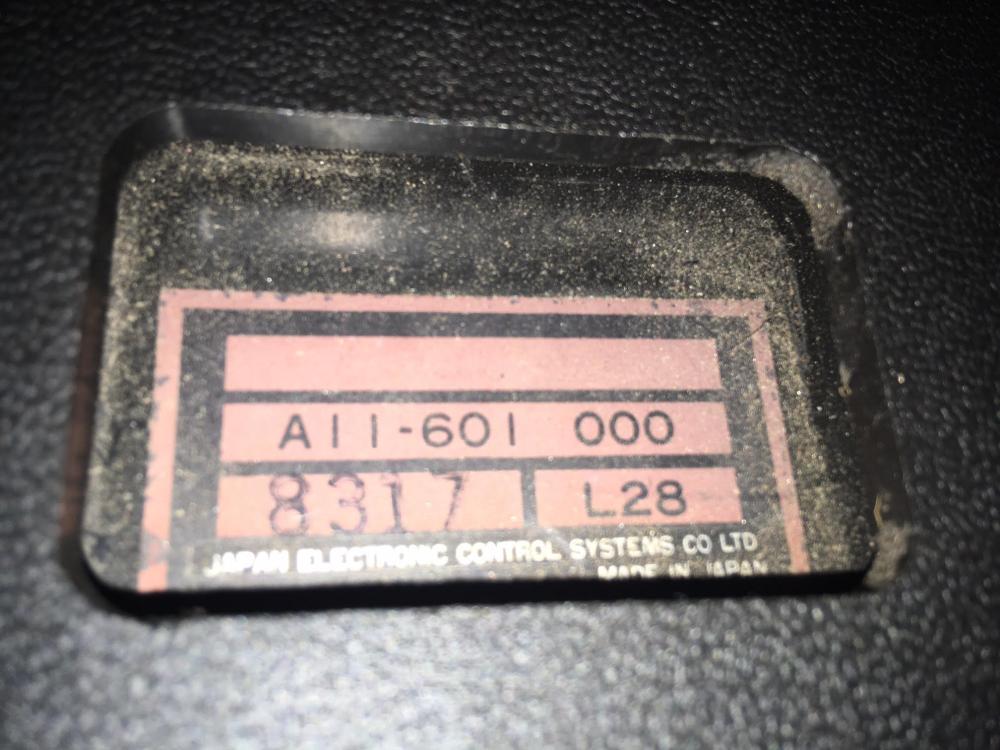 A11-601 000
8317 L28
JAPAN ELECTRONIC CONTROL SYSTEMS CO LTD
MADE IN JAPAN